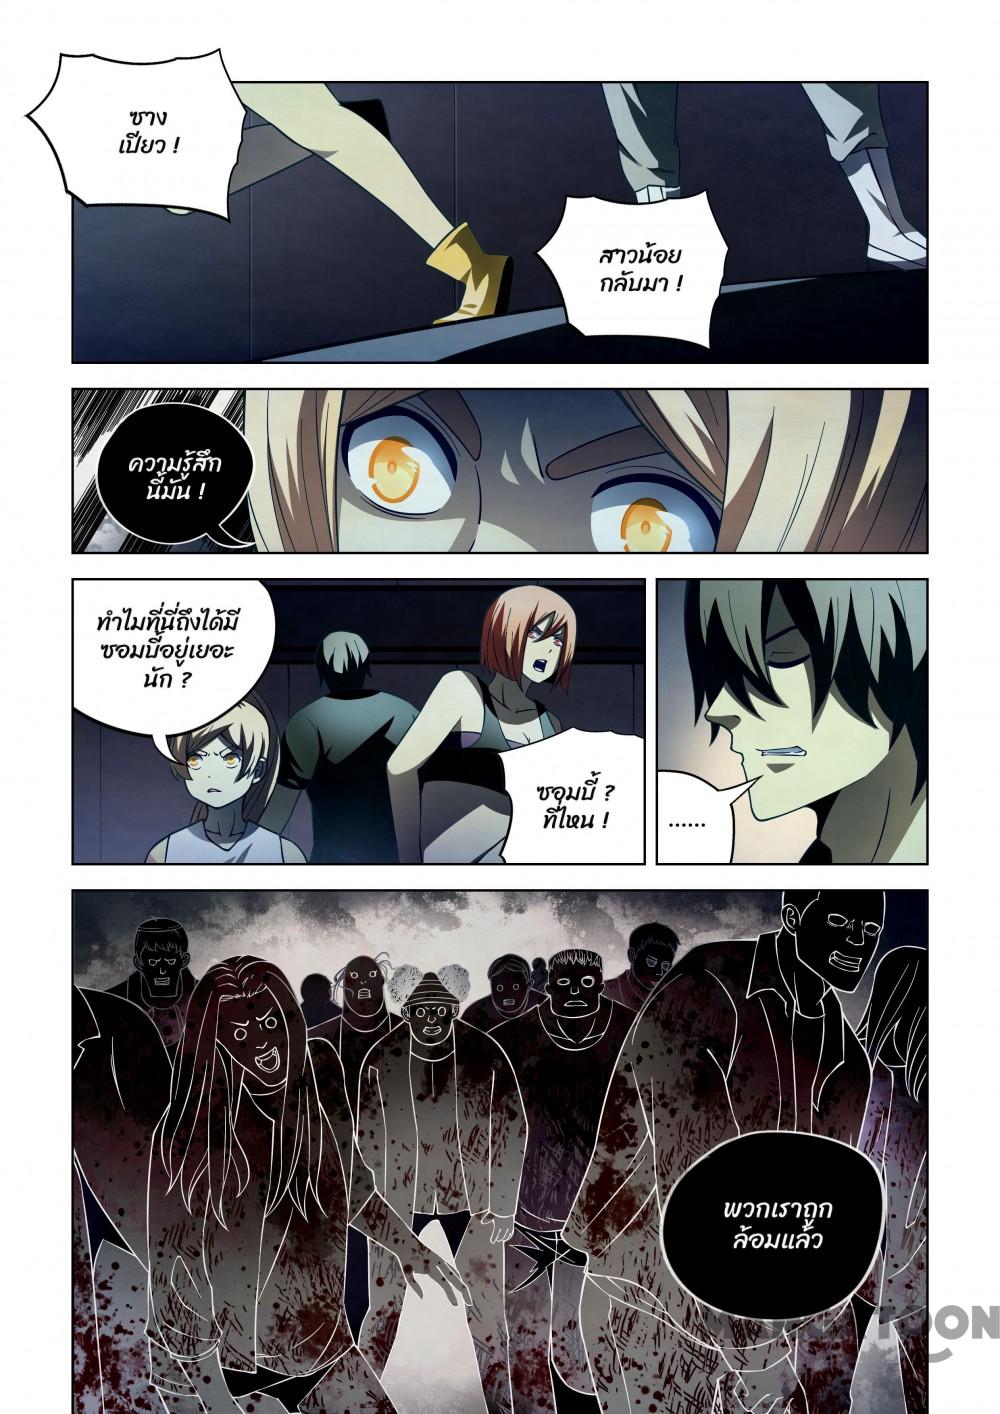 ซาง
เปียว !
สาวน้อย
กลับมา !
ความรู้สึก
นี้มัน !
ทำไมที่นี่ถึงได้มี
ซอมบี้อยู่เยอะ
นัก ?
ซอมบี้ ?
ที่ไหน !
......
พวกเราถูก
ล้อมแล้ว